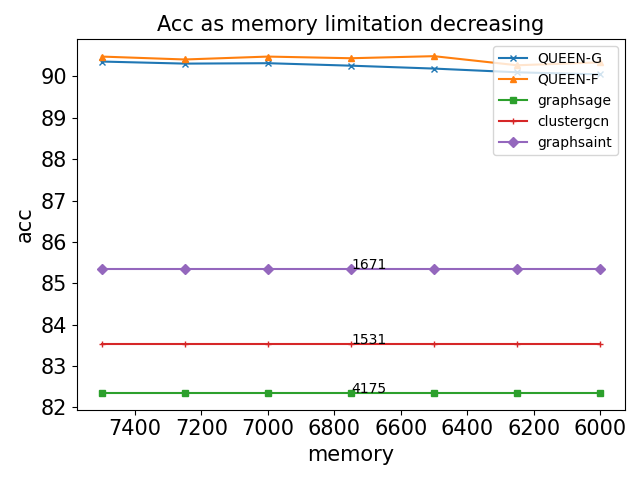 Acc as memory limitation decreasing
QUEEN-G
QUEEN-F
graphsage
clustergcn
graphsaint
90
89
88
87
86
85
84
83
82
acc
1671
1531
4175
7400 7200 7000 6800 6600 6400 6200 6000
memory